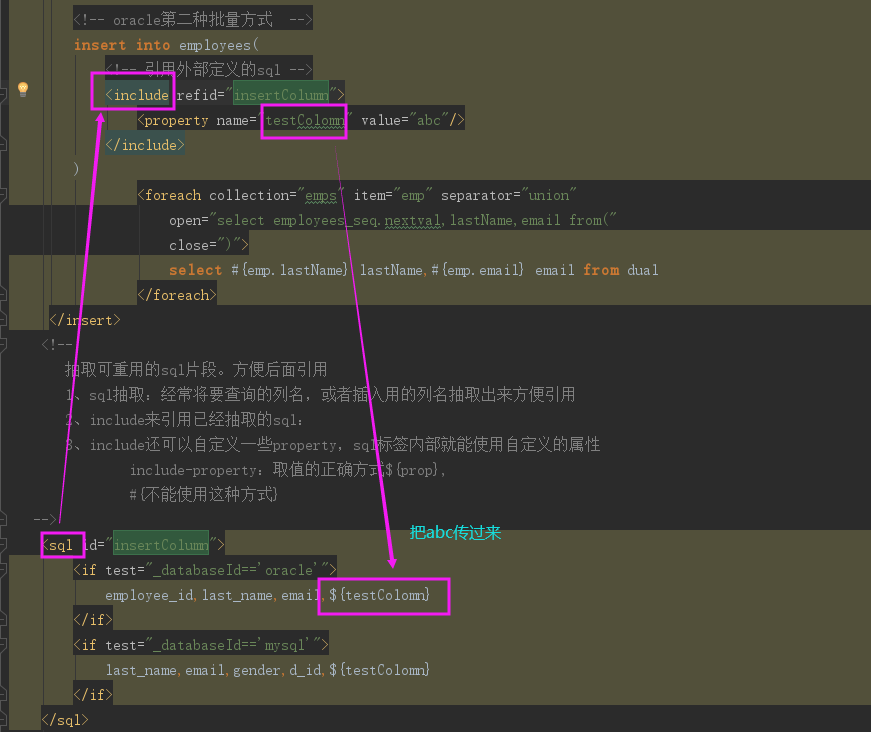 <!-- oracle第二种批量方式  -->
insert into employees(
<!-- 引用外部定义的sql -->
<include refid="insertColumn">
<property name="testColomn" value="abc"/>
</include>
)
<foreach collection="emps" item="emp" separator="union"
open="select employees_seq.nextval,lastName,email from("
close=")">
select #{emp.lastName} lastName,#{emp.email} email from dual
</foreach>
</insert>
<!--
抽取可重用的sql片段。方便后面引用
1、sql抽取：经常将要查询的列名，或者插入用的列名抽取出来方便引用
2、include来引用已经抽取的sql：
3、include还可以自定义一些property，sql标签内部就能使用自定义的属性
include-property：取值的正确方式${prop},
#{不能使用这种方式}
-->
把abc传过来
<sql id="insertColumn">
<if test="_databaseId=='oracle'">
employee_id,last_name,email,${testColomn}
</if>
<if test="_databaseId=='mysql'">
last_name,email,gender,d_id,${testColomn}
</if>
</sql>